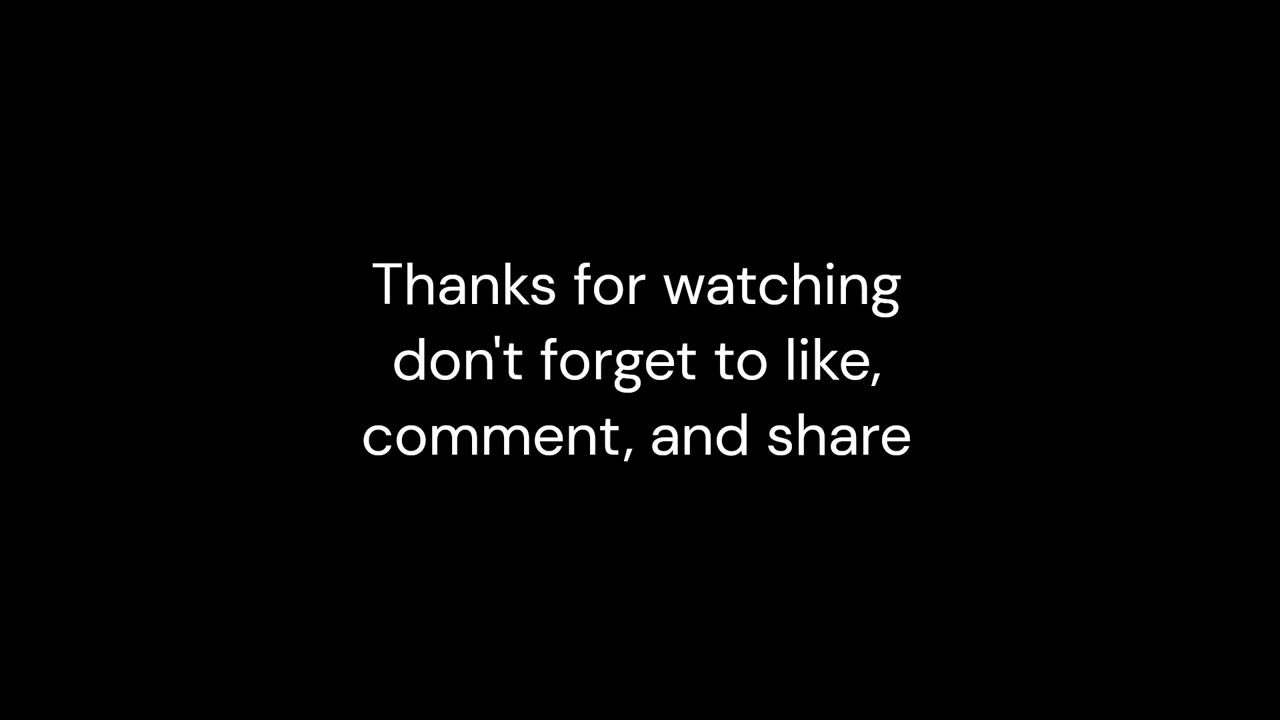 Thanks for watching
don't forget to like,
comment, and share